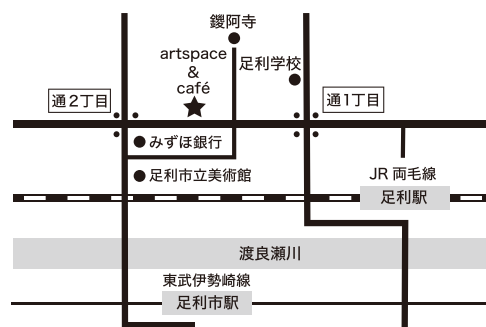 鑁阿寺
artspace
&
café
足利学校
通2丁目
通1丁目
みずほ銀行
足利市立美術館
JR 両毛線
足利駅
渡良瀬川
東武伊勢崎線
足利市駅